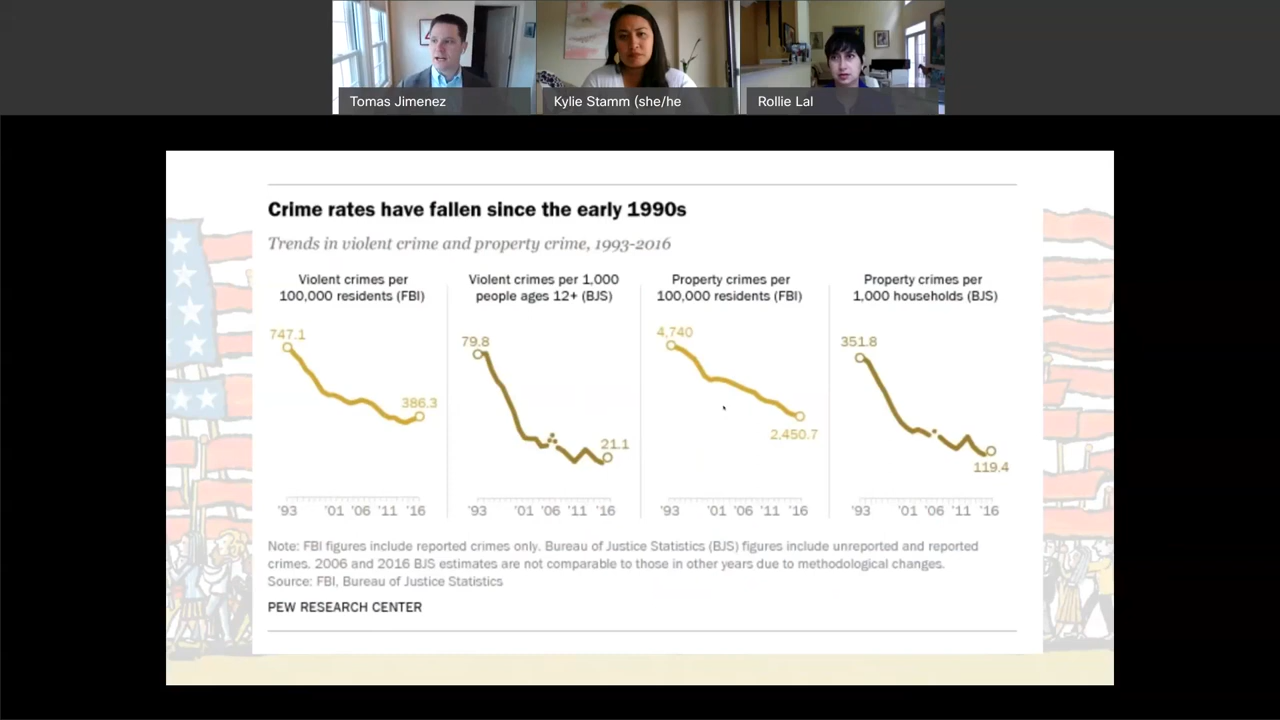 Tomas Jimenez
Kylie Stamm (she/he
Rollie Lal
Crime rates have fallen since the early 1990s
Trends in violent crime and property crime, 1993-2016
Violent crimes per
100,000 residents (FBI)
747.1
386.3
'93 '01 '06 '11 '16
Violent crimes per 1,000
people ages 12+ (BJS)
79.8
21.1
'93 '01 '06 '11 '16
Property crimes per
100,000 residents (FBI)
4,740
2,450.7
'93 '01 '06 '11 '16
Property crimes per
1,000 households (BJS)
351.8
119.4
'93 '01 '06 '11 '16
Note: FBI figures include reported crimes only. Bureau of Justice Statistics (BJS) figures include unreported and reported
crimes. 2006 and 2016 BJS estimates are not comparable to those in other years due to methodological changes.
Source: FBI, Bureau of Justice Statistics
PEW RESEARCH CENTER